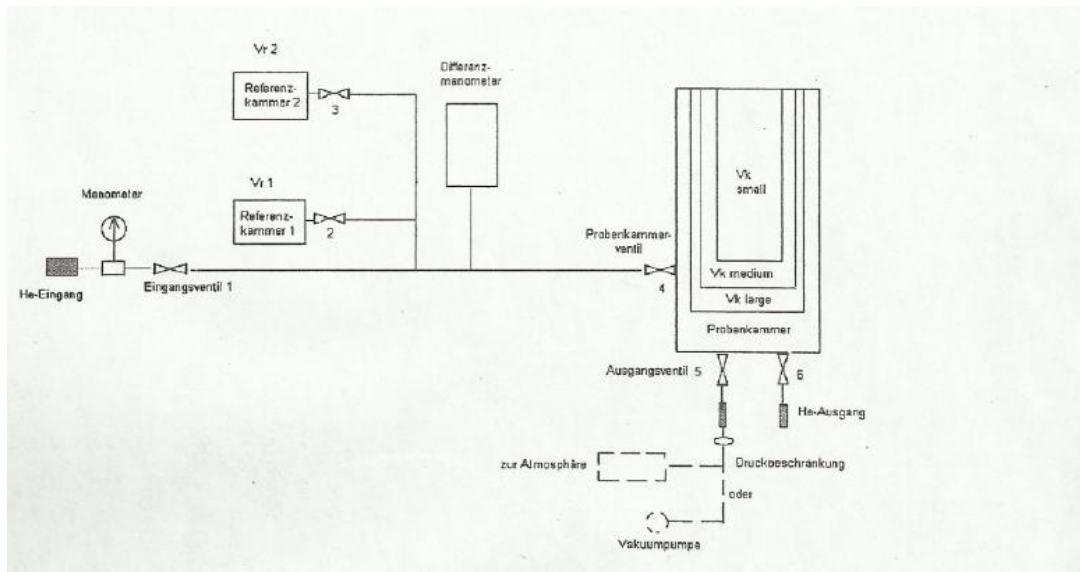 Vr 2
Referenz-
kammer 2
3
Differenz-
manometer
Vk
small
Manometer
Vr 1
Referenz-
kammer 1
2
Probenkammer-
ventil
4
Vk medium
Vk large
Probenkammer
He-Eingang
Eingangsventil 1
Ausgangsventil 5
6
He-Ausgang
zur Atmosphäre
Druckbeschränkung
oder
Vakuumpumpe